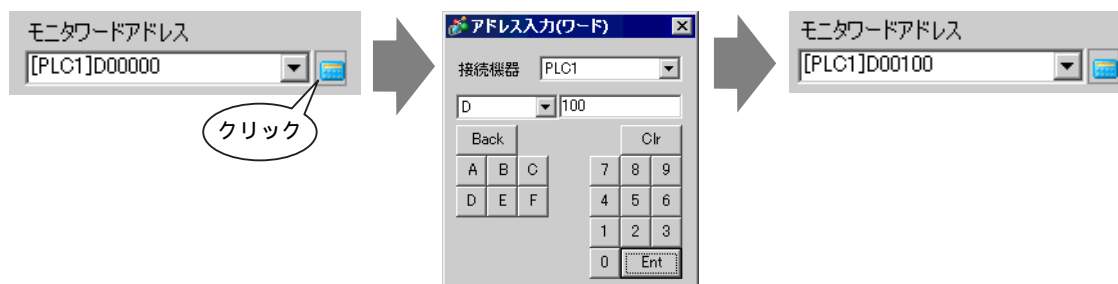 モニタワードアドレス
[PLC1]D00000
クリック
アドレス入力(ワード)
接続機器 PLC1
D 100
Back Clr
A B C 7 8 9
D E F 4 5 6
1 2 3
0 Ent
モニタワードアドレス
[PLC1]D00100